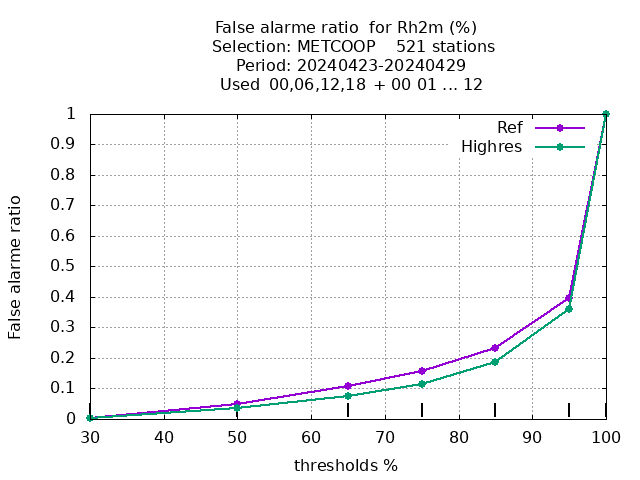 False alarme ratio  for Rh2m (%)
Selection: METCOOP    521 stations
Period: 20240423-20240429
Used  00,06,12,18  + 00 01 ... 12
Ref
Highres
False alarme ratio
1
0.9
0.8
0.7
0.6
0.5
0.4
0.3
0.2
0.1
0
30 40 50 60 70 80 90 100
thresholds %